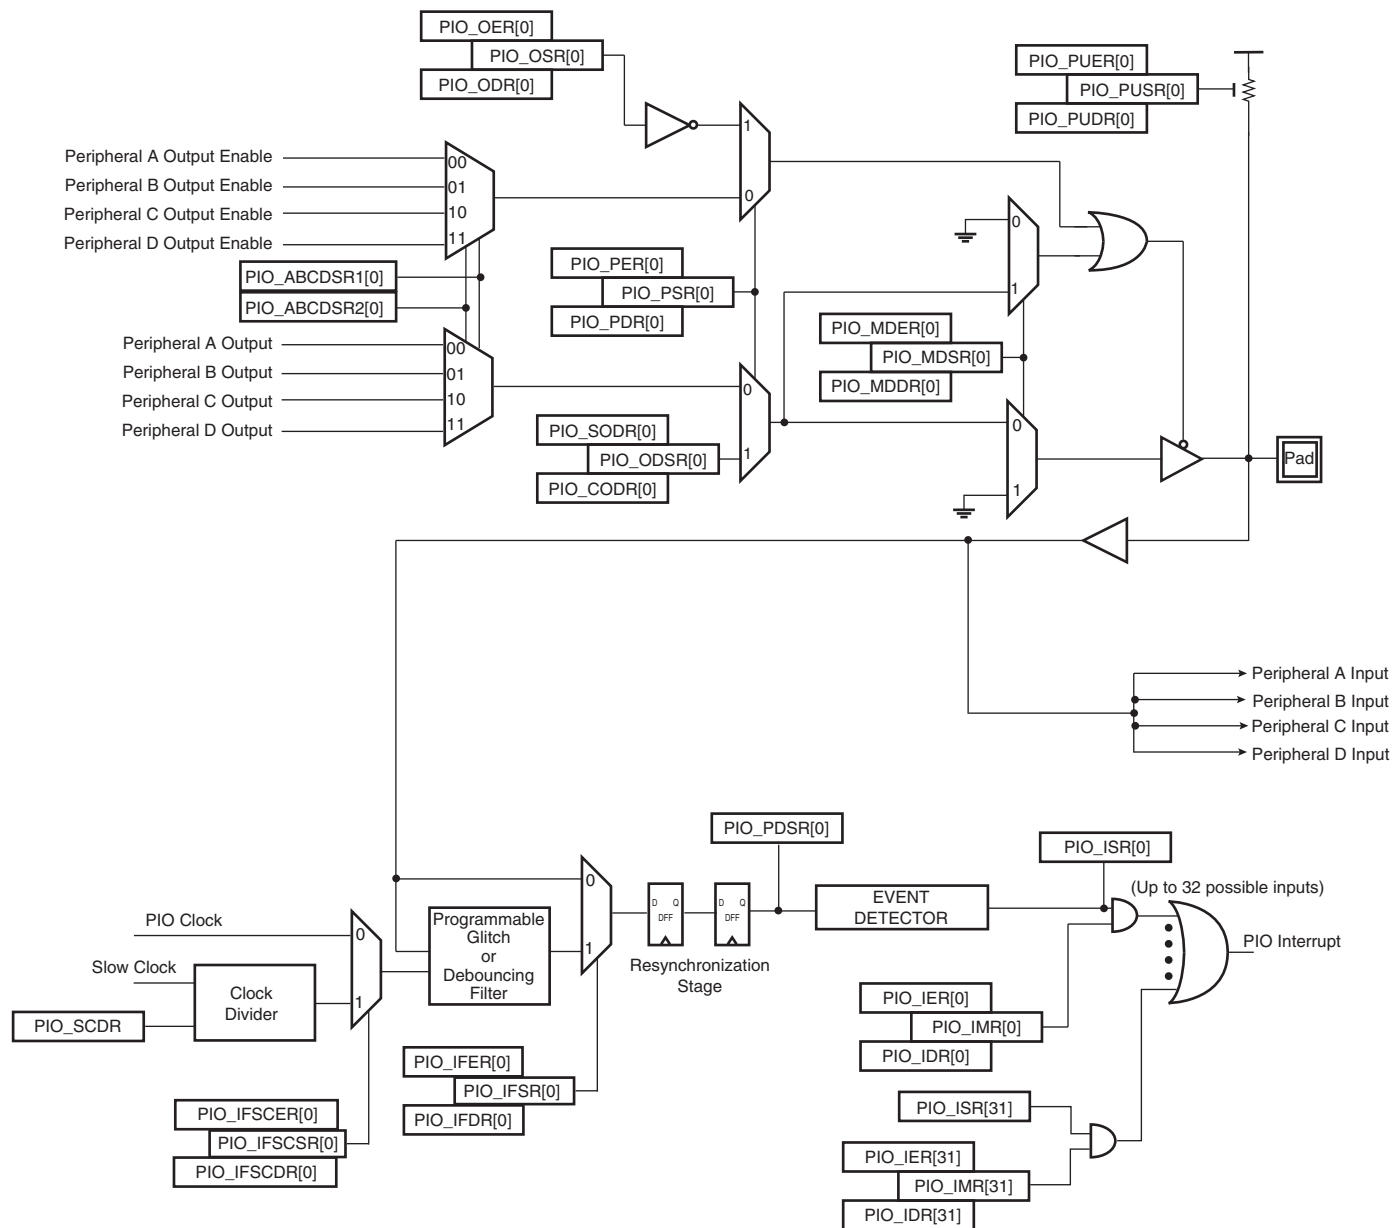 PIO_OER[0]
PIO_OSR[0]
PIO_ODR[0]
PIO_PUER[0]
PIO_PUSR[0]
PIO_PUDR[0]
1
0
Peripheral A Output Enable
Peripheral B Output Enable
Peripheral C Output Enable
Peripheral D Output Enable
00
01
10
11
0
1
PIO_ABCDSR1[0]
PIO_ABCDSR2[0]
PIO_PER[0]
PIO_PSR[0]
PIO_PDR[0]
PIO_MDER[0]
PIO_MDSR[0]
PIO_MDDR[0]
Peripheral A Output
Peripheral B Output
Peripheral C Output
Peripheral D Output
00
01
10
11
0
1
PIO_SODR[0]
PIO_ODSR[0]
PIO_CODR[0]
0
1
Pad
Peripheral A Input
Peripheral B Input
Peripheral C Input
Peripheral D Input
PIO_PDSR[0]
PIO_ISR[0]
(Up to 32 possible inputs)
EVENT
DETECTOR
PIO Interrupt
0
1
D Q
DFF
D Q
DFF
Resynchronization
Stage
Programmable
Glitch
or
Debouncing
Filter
PIO Clock
Slow Clock
0
1
Clock
Divider
PIO_SCDR
PIO_IER[0]
PIO_IMR[0]
PIO_IDR[0]
PIO_IFER[0]
PIO_IFSR[0]
PIO_IFDR[0]
PIO_IFSCER[0]
PIO_IFSCSR[0]
PIO_IFSCDR[0]
PIO_ISR[31]
PIO_IER[31]
PIO_IMR[31]
PIO_IDR[31]